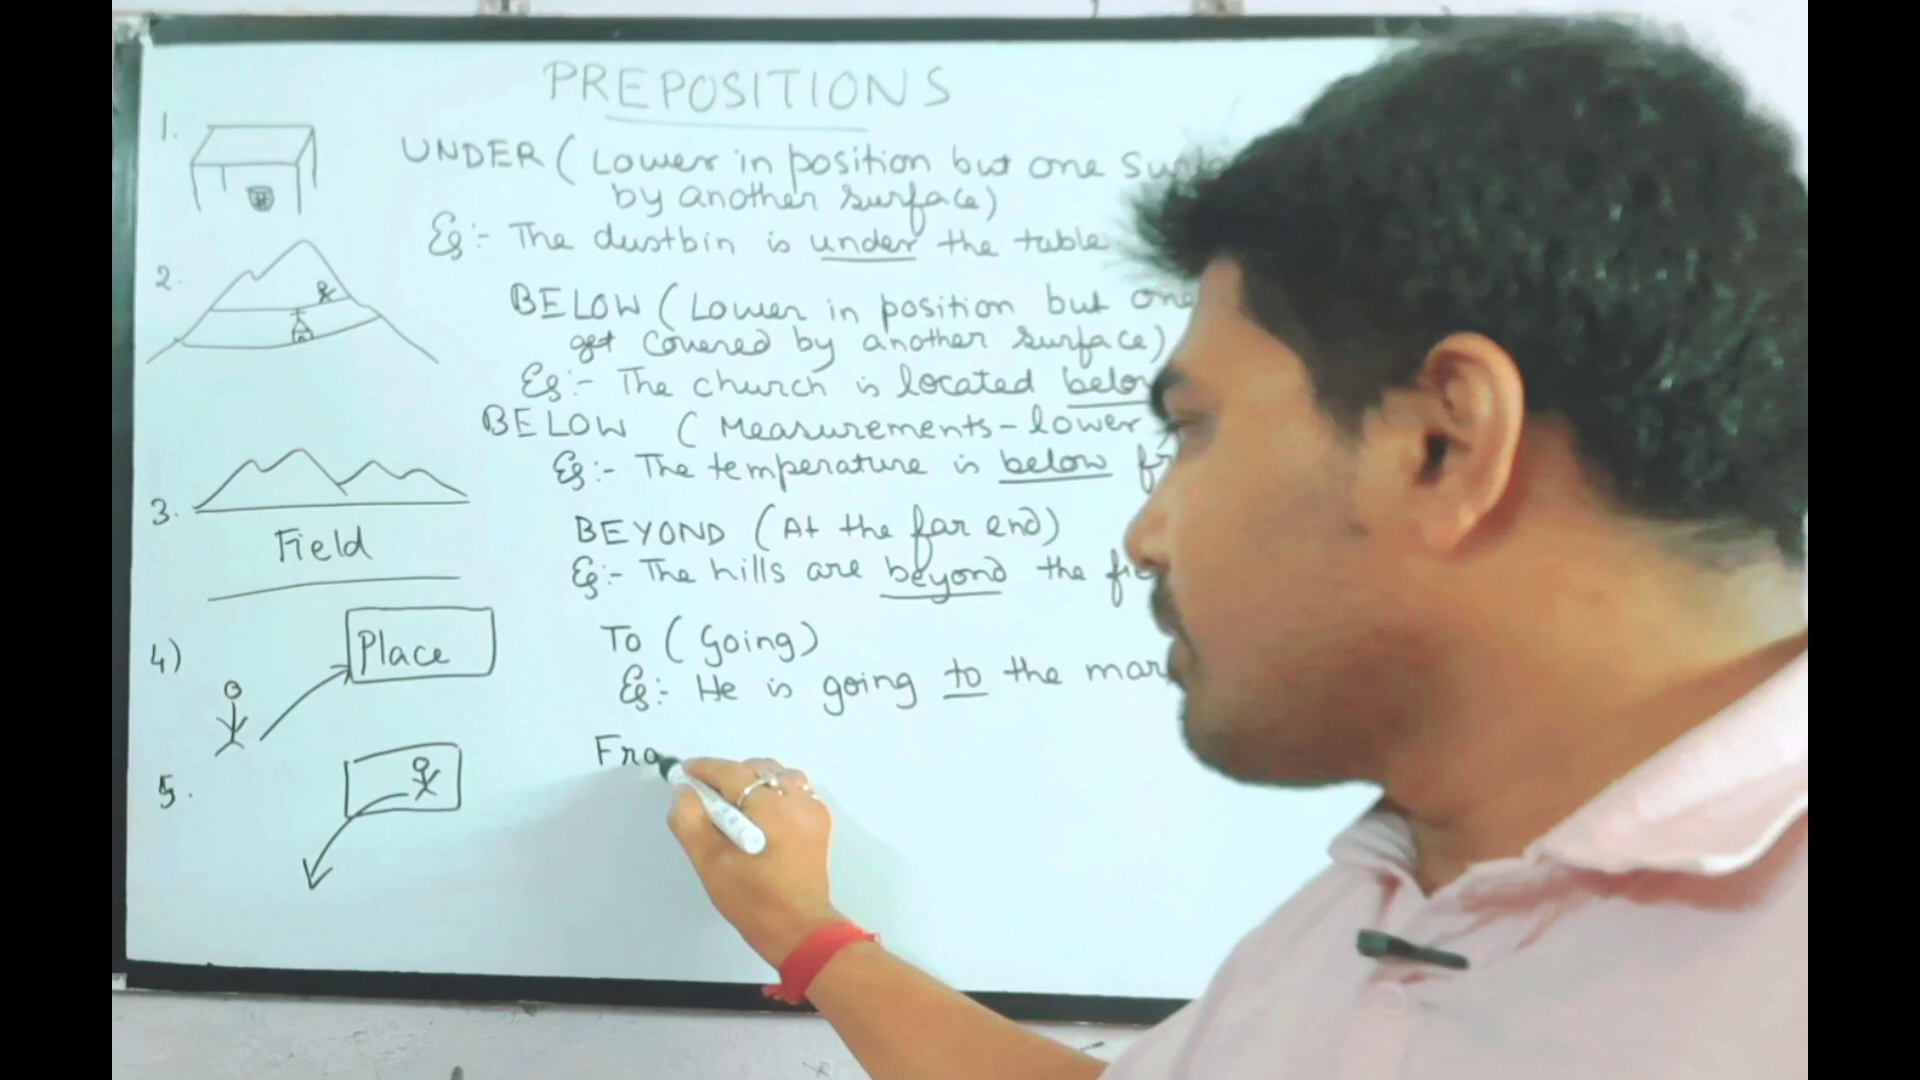 PREPOSITIONS
1.
UNDER (Lower in position but one
by another surface)
Eg:- The dustbin is under the table
2.
BELOW (Lower in position but one
get covered by another surface)
Eg:- The church is located below
BELOW (Measurements - lower
Eg:- The temperature is below
3.
Field
BEYOND (At the far end)
Eg:- The hills are beyond the
4)
Place
To (Going)
Eg:- He is going to the
5.
Fro